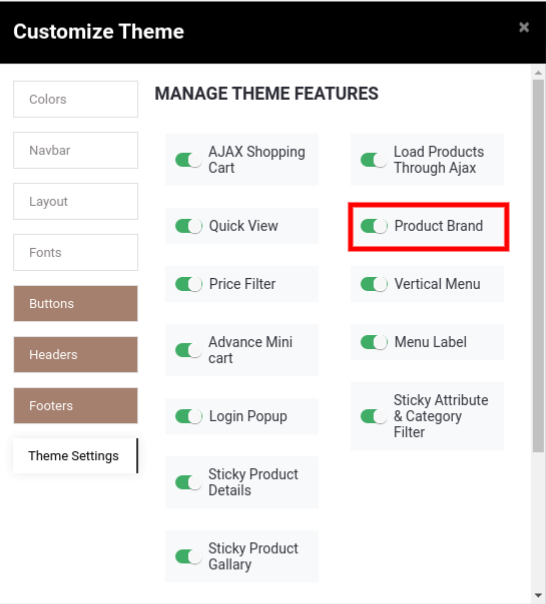 Customize Theme
×
Colors
Navbar
Layout
Fonts
Buttons
Headers
Footers
Theme Settings
MANAGE THEME FEATURES
AJAX Shopping
Cart
Load Products
Through Ajax
Quick View
Product Brand
Price Filter
Vertical Menu
Advance Mini
cart
Menu Label
Login Popup
Sticky Attribute
& Category
Filter
Sticky Product
Details
Sticky Product
Gallary